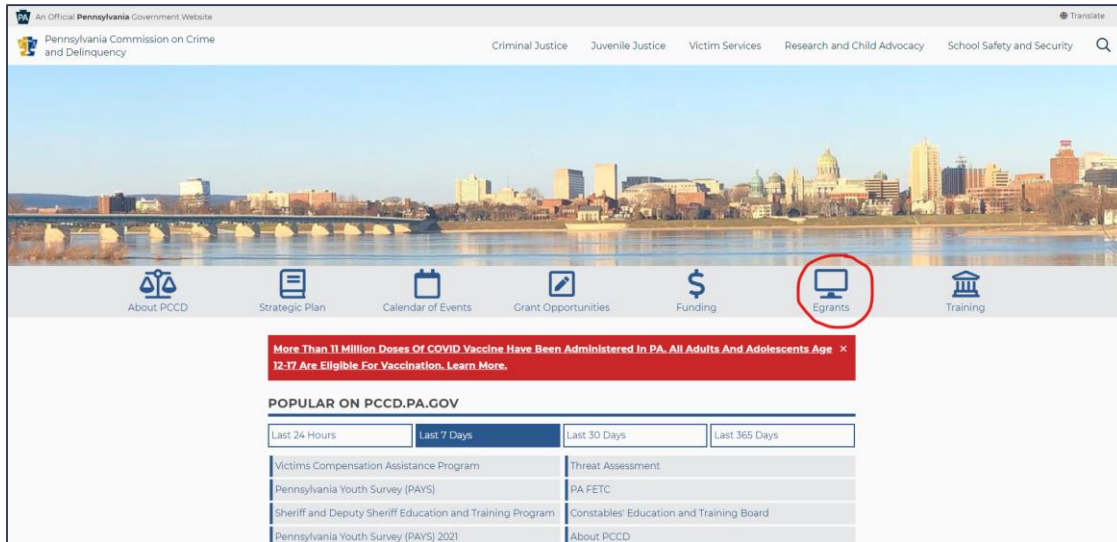 PA An Official Pennsylvania Government Website
Translate
Pennsylvania Commission on Crime
and Delinquency
Criminal Justice
Juvenile Justice
Victim Services
Research and Child Advocacy
School Safety and Security
About PCCD
Strategic Plan
Calendar of Events
Grant Opportunities
Funding
Egrants
Training
More Than 11 Million Doses Of COVID Vaccine Have Been Administered In PA. All Adults And Adolescents Age ×
12-17 Are Eligible For Vaccination. Learn More.
POPULAR ON PCCD.PA.GOV
Last 24 Hours
Last 7 Days
Last 30 Days
Last 365 Days
Victims Compensation Assistance Program
Threat Assessment
Pennsylvania Youth Survey (PAYS)
PA FETC
Sheriff and Deputy Sheriff Education and Training Program
Constables' Education and Training Board
Pennsylvania Youth Survey (PAYS) 2021
About PCCD